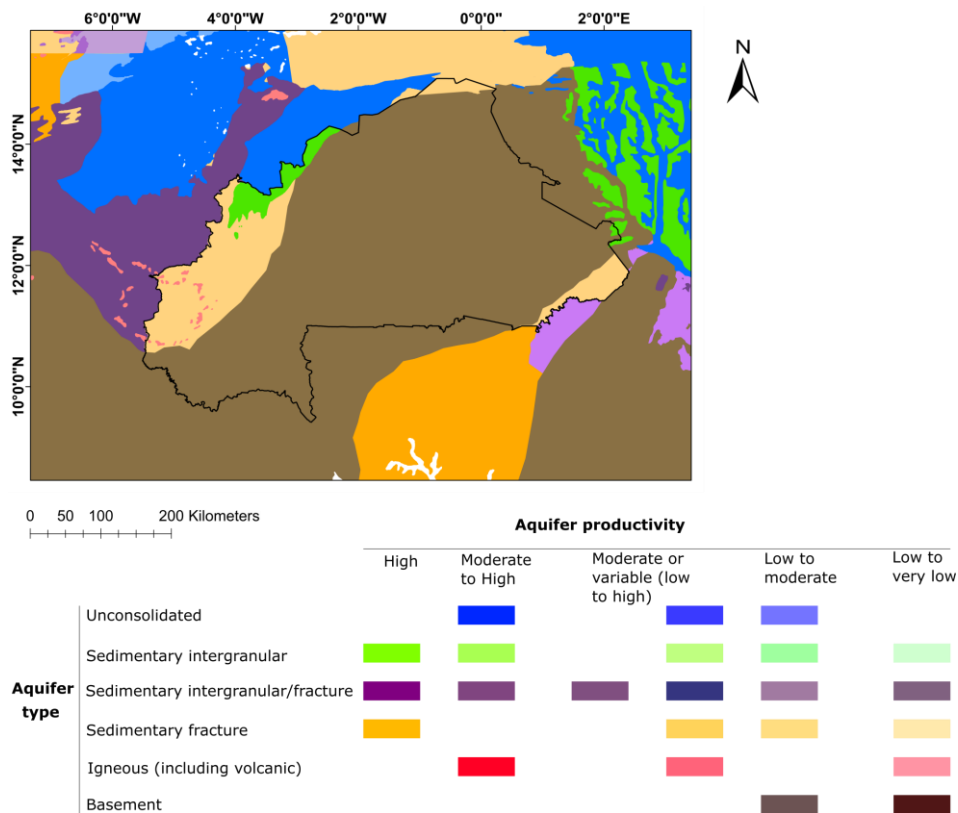 6°0'0"W 4°0'0"W 2°0'0"W 0°0'0" 2°0'0"E
N
14°0'0"N
12°0'0"N
10°0'0"N
0 50 100 200 Kilometers
Aquifer productivity
High
Moderate
to High
Moderate or
variable (low
to high)
Low to
moderate
Low to
very low
Aquifer
type
Unconsolidated
Sedimentary intergranular
Sedimentary intergranular/fracture
Sedimentary fracture
Igneous (including volcanic)
Basement